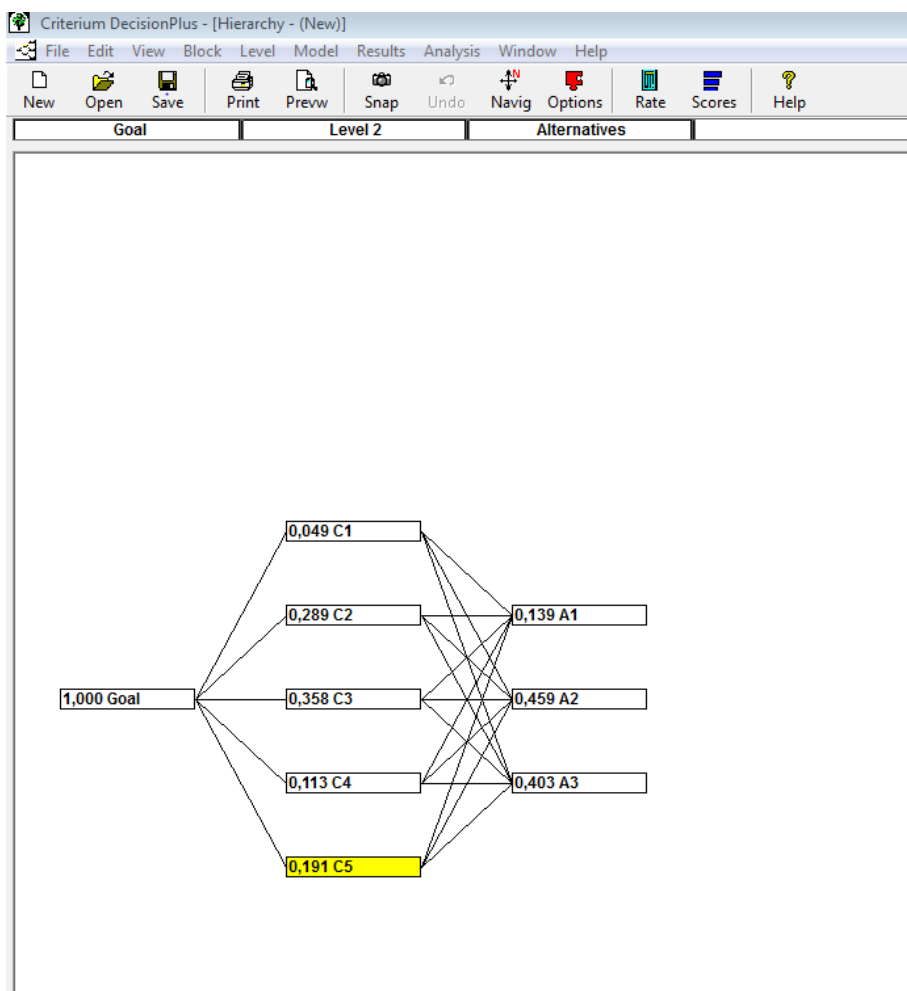 Criterium DecisionPlus - [Hierarchy - (New)]
File Edit View Block Level Model Results Analysis Window Help
New Open Save Print Prevw Snap Undo Navig Options Rate Scores Help
Goal Level 2 Alternatives
0,049 C1
0,289 C2 0,139 A1
1,000 Goal 0,358 C3 0,459 A2
0,113 C4 0,403 A3
0,191 C5